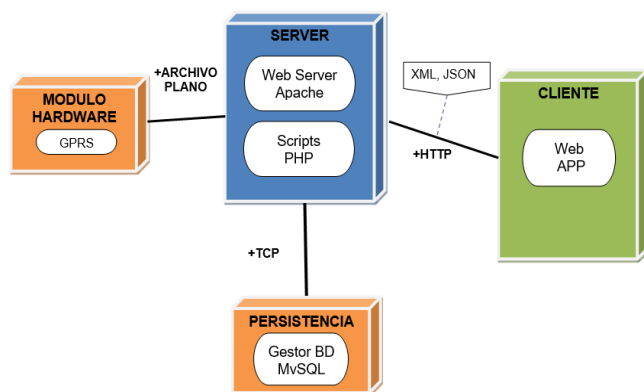 SERVER
Web Server
Apache
Scripts
PHP
+ARCHIVO
PLANO
MODULO
HARDWARE
GPRS
XML, JSON
+HTTP
CLIENTE
Web
APP
+TCP
PERSISTENCIA
Gestor BD
MvSQL